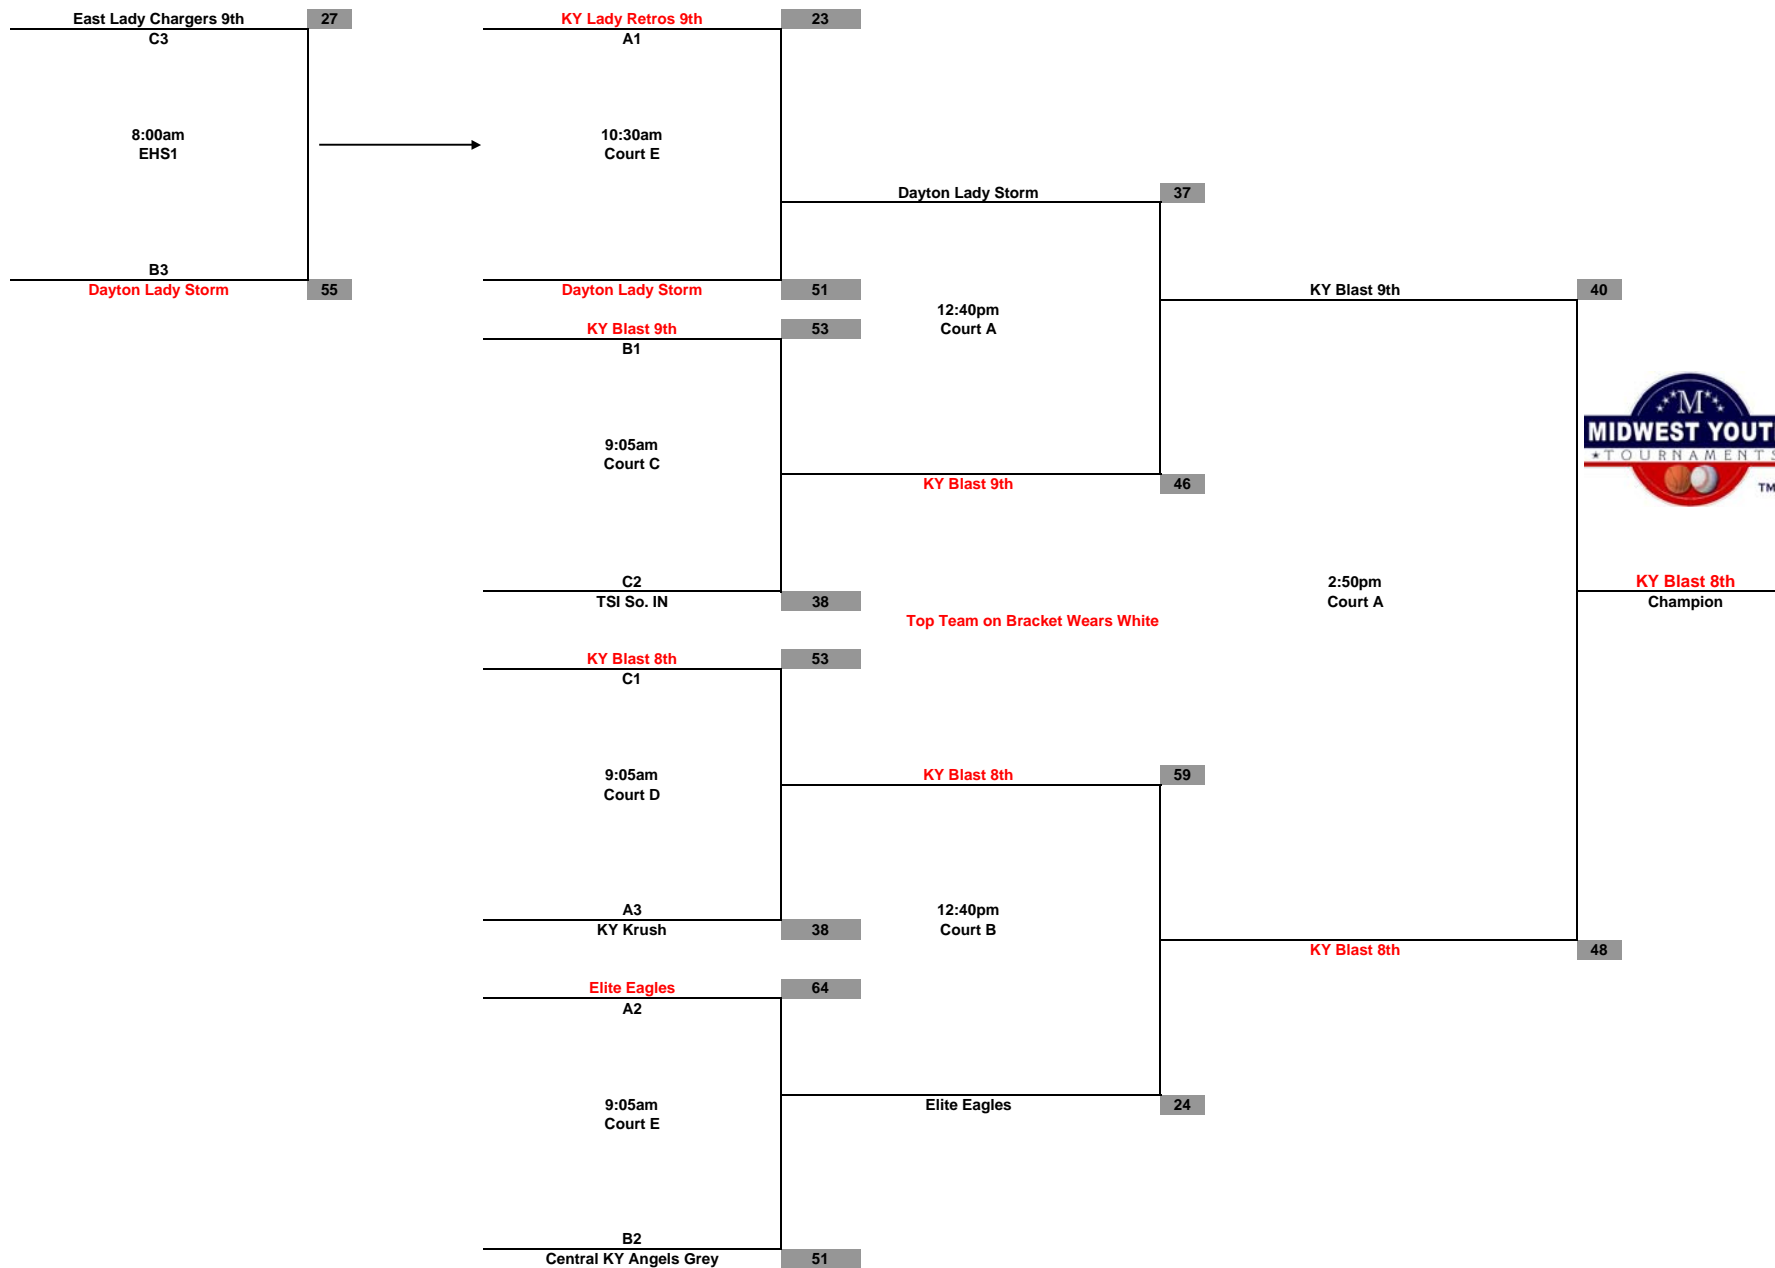 East Lady Chargers 9th 27
C3
8:00am
EHS1
B3
Dayton Lady Storm 55
KY Lady Retros 9th 23
A1
10:30am
Court E
Dayton Lady Storm 51
KY Blast 9th 53
B1
9:05am
Court C
C2
TSI So. IN 38
KY Blast 8th 53
C1
9:05am
Court D
A3
KY Krush 38
Elite Eagles 64
A2
9:05am
Court E
B2
Central KY Angels Grey 51
Dayton Lady Storm 37
12:40pm
Court A
KY Blast 9th 46
Top Team on Bracket Wears White
KY Blast 8th 59
12:40pm
Court B
Elite Eagles 24
KY Blast 9th 40
2:50pm
Court A
KY Blast 8th 48
M
MIDWEST YOUT
TOURNAMENTS
TM
KY Blast 8th
Champion